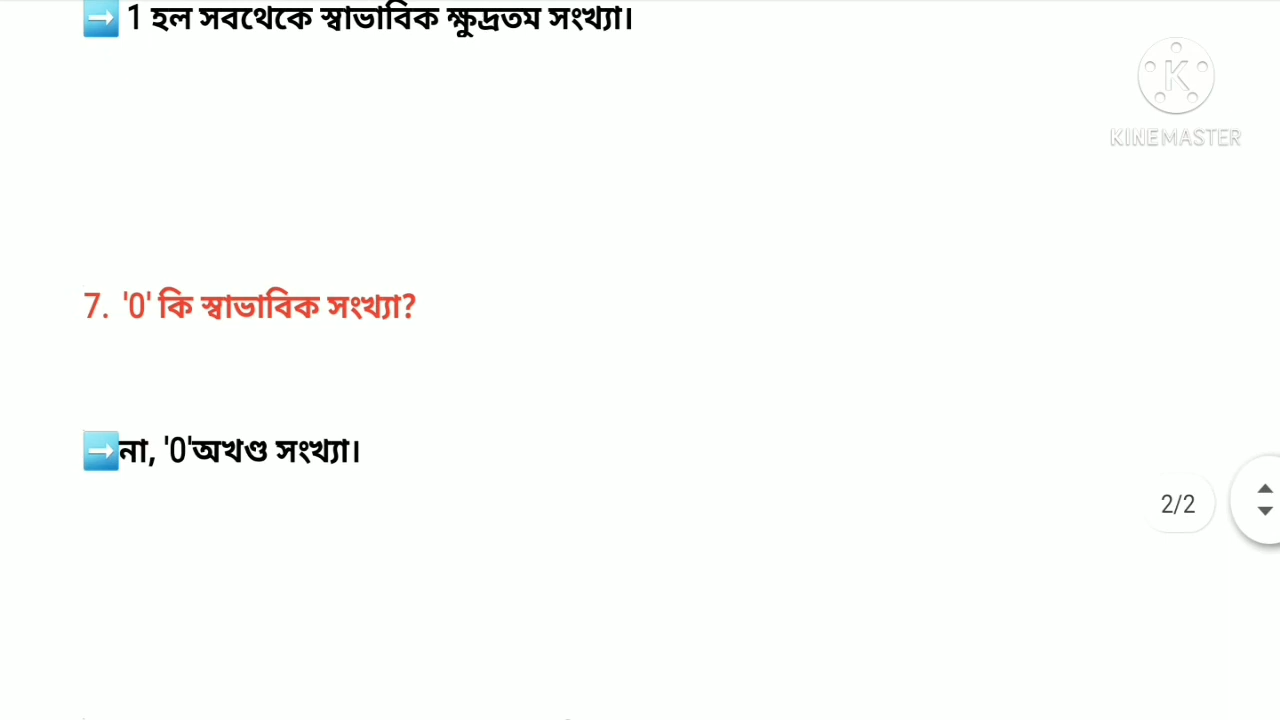 ➡️ 1 হল সবথেকে স্বাভাবিক ক্ষুদ্রতম সংখ্যা।
KINEMASTER
7. '0' কি স্বাভাবিক সংখ্যা?
➡️না, '0'অখণ্ড সংখ্যা।
2/2